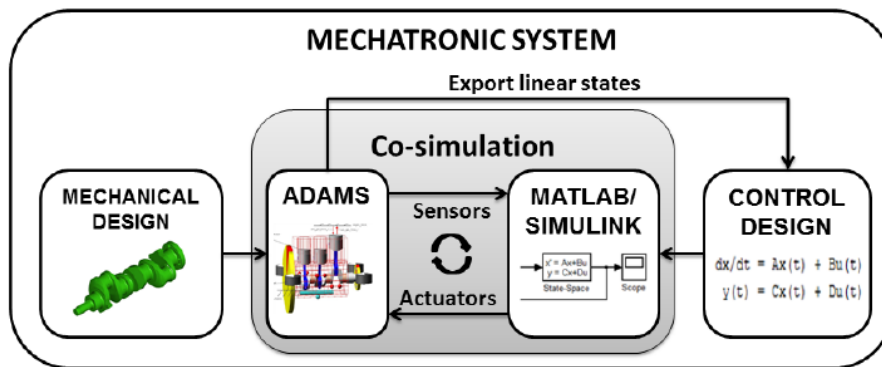 MECHATRONIC SYSTEM
Export linear states
Co-simulation
MECHANICAL
DESIGN
ADAMS
Sensors
Actuators
MATLAB/
SIMULINK
x' = Ax+Bu
y = Cx+Du
State-Space
Scope
CONTROL
DESIGN
dx/dt = Ax(t) + Bu(t)
y(t) = Cx(t) + Du(t)